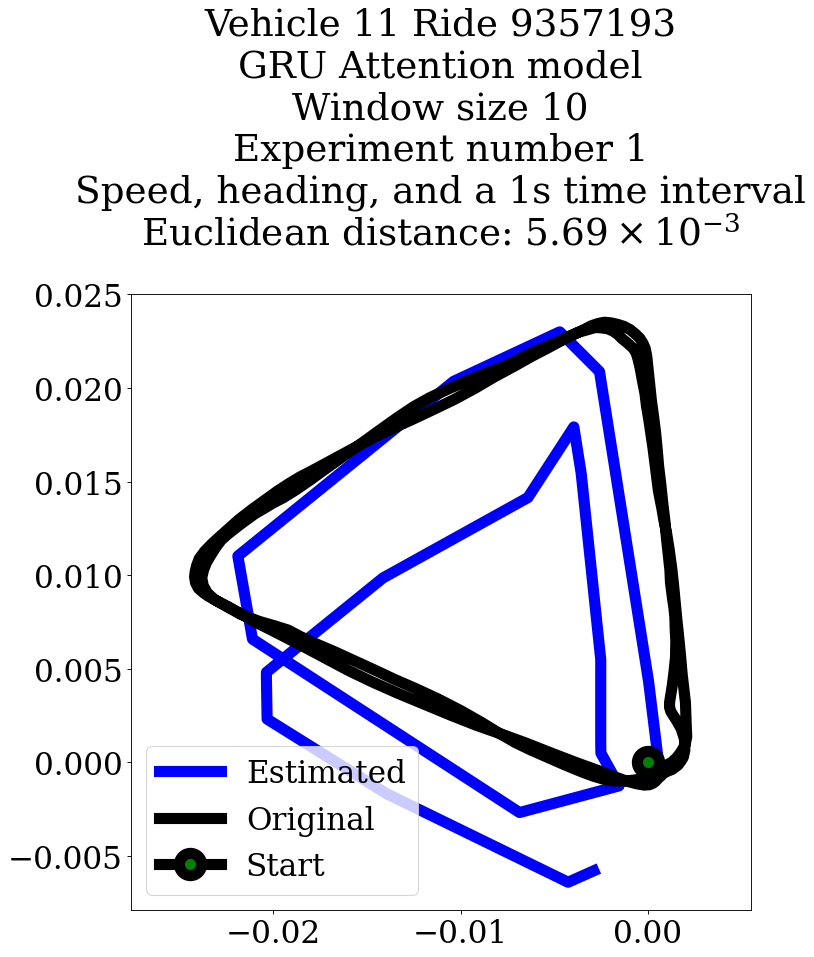 Vehicle 11 Ride 9357193
GRU Attention model
Window size 10
Experiment number 1
Speed, heading, and a 1s time interval
Euclidean distance: 5.69 × 10⁻³
0.025
0.020
0.015
0.010
0.005
0.000
−0.005
Estimated
Original
Start
−0.02
−0.01
0.00